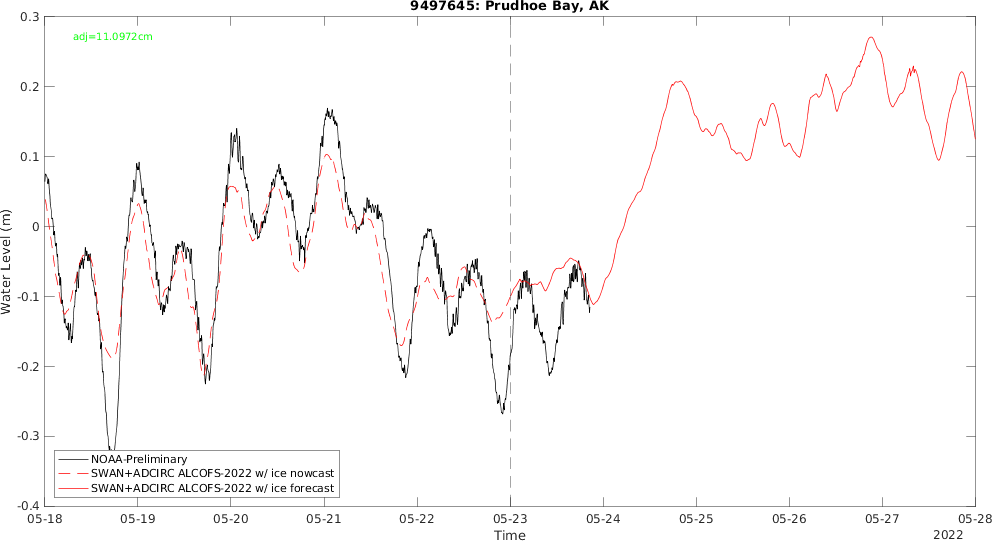 9497645: Prudhoe Bay, AK
adj=11.0972cm
0.3
0.2
0.1
0
-0.1
-0.2
-0.3
-0.4
Water Level (m)
NOAA-Preliminary
SWAN+ADCIRC ALCOFS-2022 w/ ice nowcast
SWAN+ADCIRC ALCOFS-2022 w/ ice forecast
05-18 05-19 05-20 05-21 05-22 05-23 05-24 05-25 05-26 05-27 05-28
Time
2022